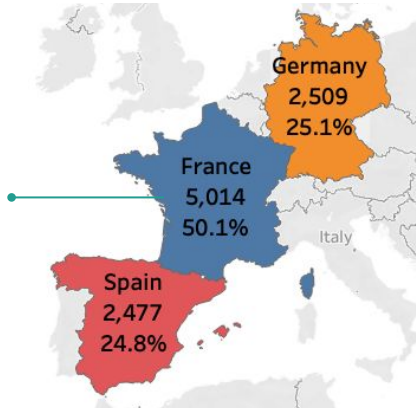 Germany
2,509
25.1%
France
5,014
50.1%
Italy
Spain
2,477
24.8%